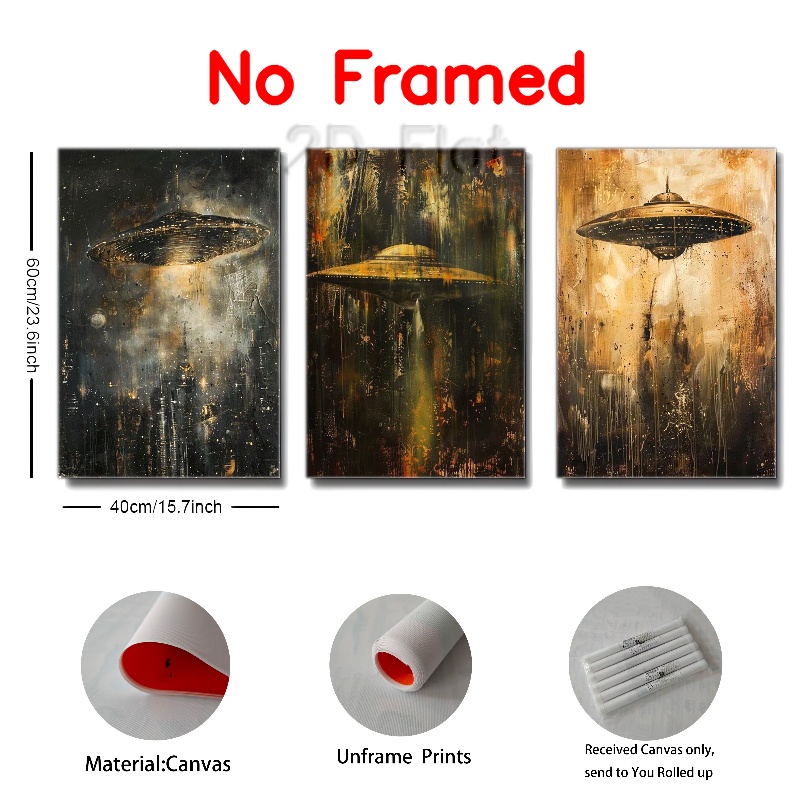 No Framed
2D Flat
60cm/23.6inch
40cm/15.7inch
Material:Canvas
Unframe Prints
Received Canvas only,
send to You Rolled up